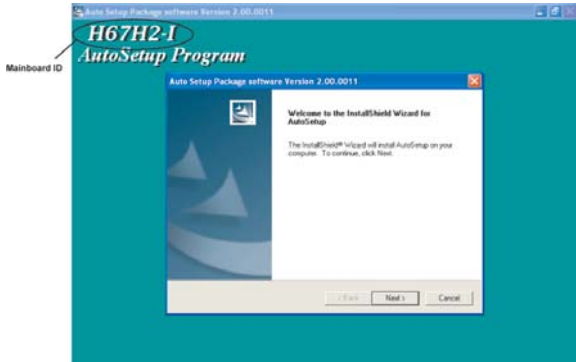 Auto Setup Package software Version 2.00.0011
H67H2-I
AutoSetup Program
Mainboard ID
Auto Setup Package software Version 2.00.0011
Welcome to the InstallShield Wizard for
AutoSetup
The InstallShield® Wizard will install AutoSetup on your
computer. To continue, click Next.
< Back
Next >
Cancel